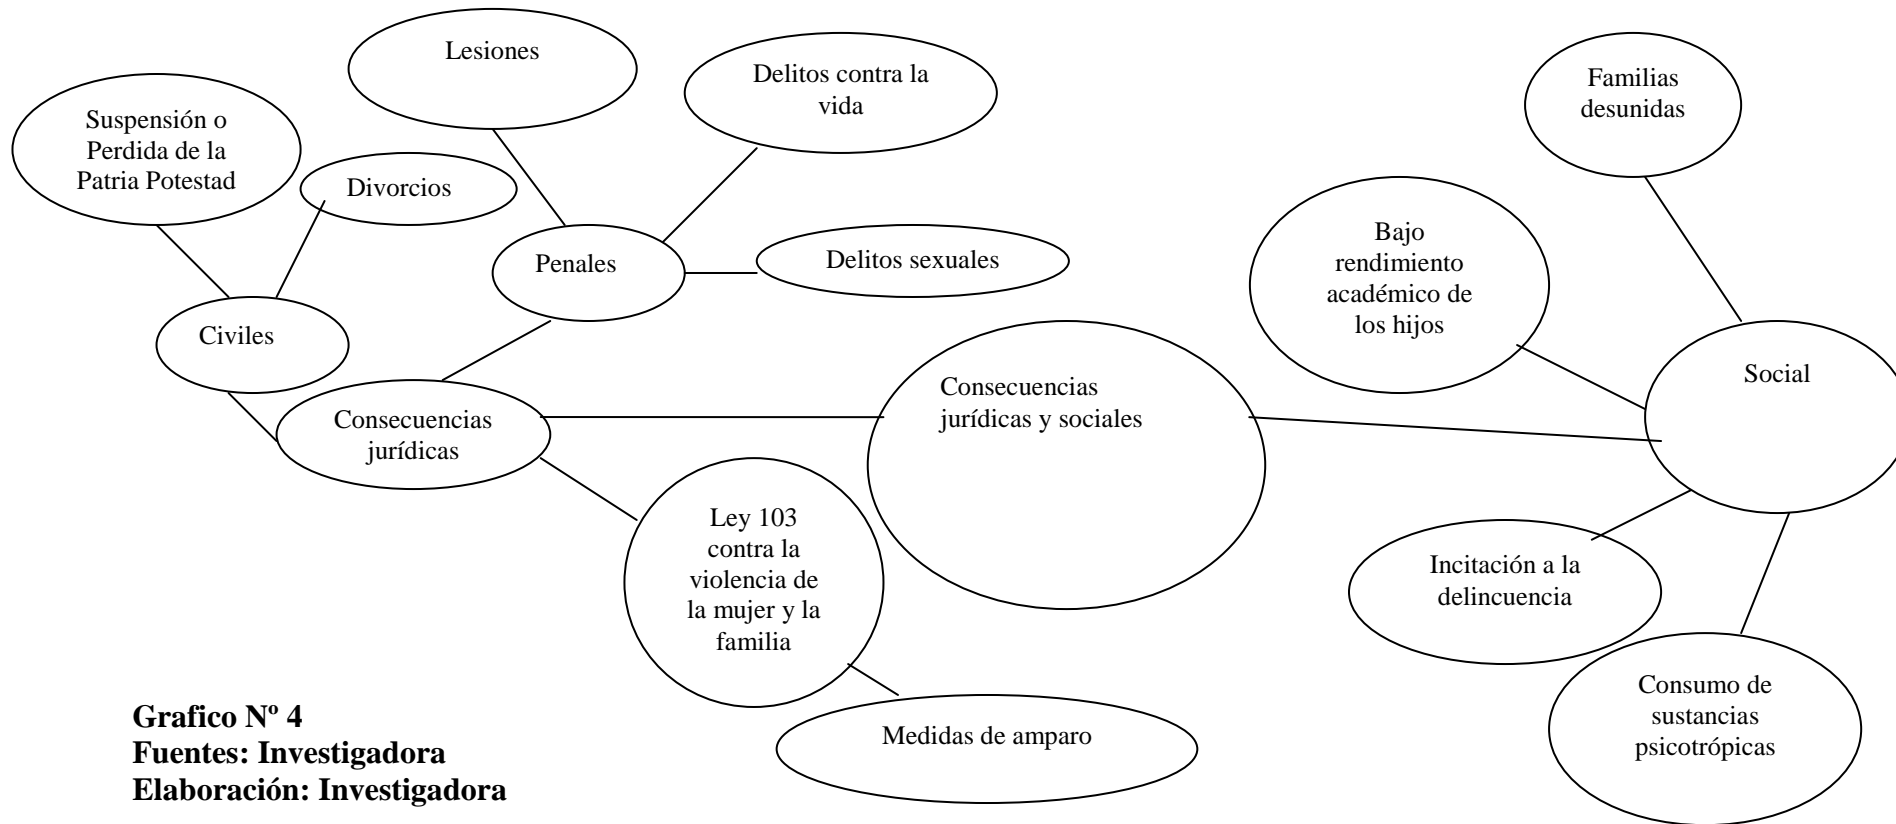 Lesiones
Delitos contra la
vida
Familias
desunidas
Suspensión o
Perdida de la
Patria Potestad
Divorcios
Bajo
rendimiento
académico de
los hijos
Penales
Delitos sexuales
Civiles
Social
Consecuencias
jurídicas y sociales
Consecuencias
jurídicas
Ley 103
contra la
violencia de
la mujer y la
familia
Incitación a la
delincuencia
Consumo de
sustancias
psicotrópicas
Medidas de amparo
Grafico Nº 4
Fuentes: Investigadora
Elaboración: Investigadora